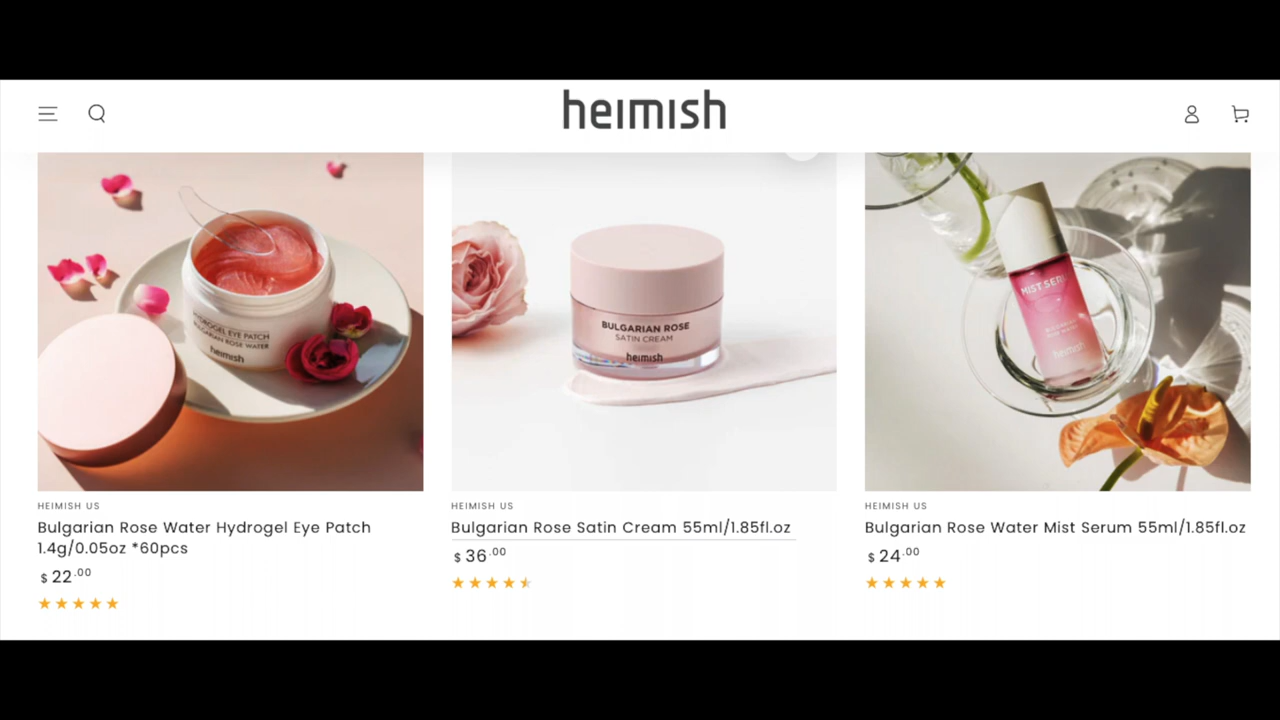 heimish
HYDROGEL EYE PATCH
BULGARIAN ROSE WATER
heimish
BULGARIAN ROSE
SATIN CREAM
heimish
MIST SER
heimish
HEIMISH US
Bulgarian Rose Water Hydrogel Eye Patch
1.4g/0.05oz *60pcs
$22.00
HEIMISH US
Bulgarian Rose Satin Cream 55ml/1.85fl.oz
$36.00
HEIMISH US
Bulgarian Rose Water Mist Serum 55ml/1.85fl.oz
$24.00